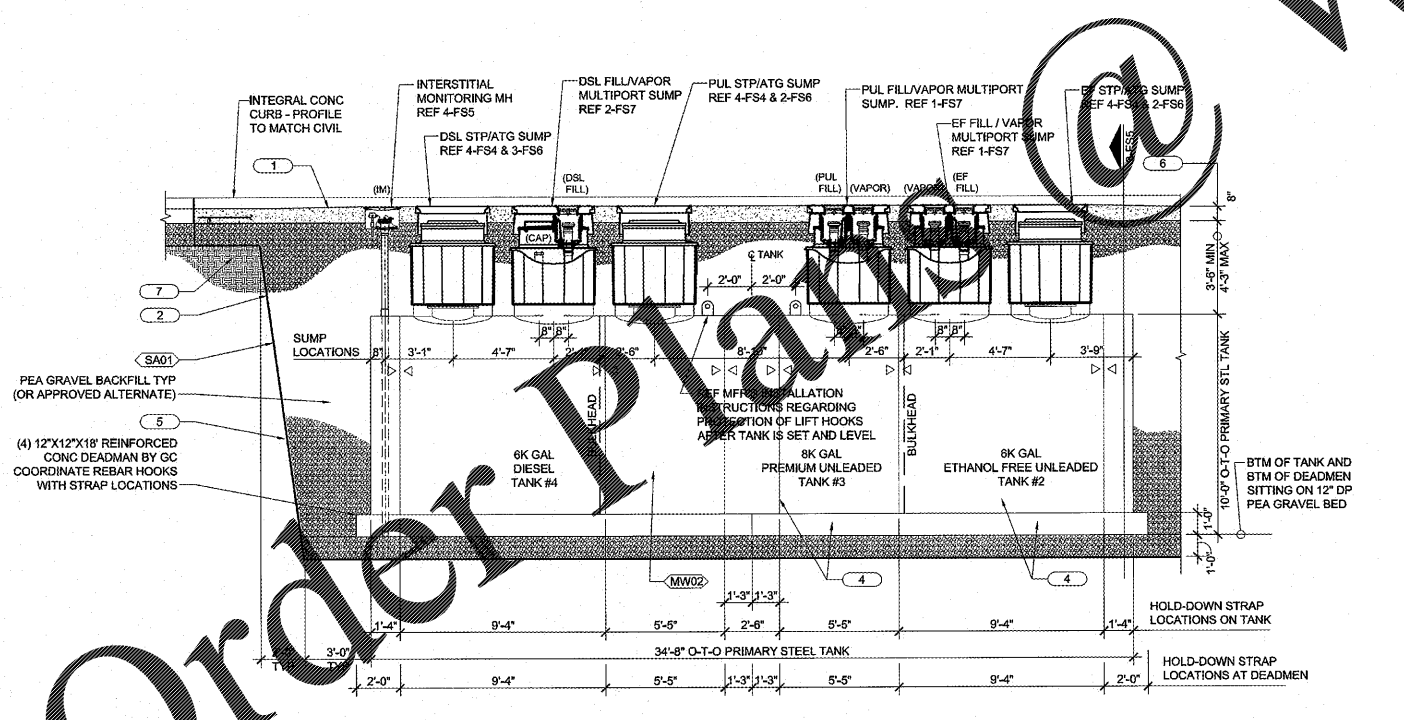 INTEGRAL CONC
CURB - PROFILE
TO MATCH CIVIL
INTERSTITIAL
MONITORING MH
REF 4-FS5
DSL STP/ATG SUMP
REF 4-FS4 & 3-FS6
DSL FILL/VAPOR
MULTIPORT SUMP
REF 2-FS7
PUL STP/ATG SUMP
REF 4-FS4 & 2-FS6
PUL FILL/VAPOR MULTIPORT
SUMP. REF 1-FS7
EF FILL / VAPOR
MULTIPORT SUMP
REF 1-FS7
EF STP/ATG SUMP
REF 4-FS4 & 2-FS6
1
6
(IM)
(DSL
FILL)
(PUL
FILL)
(VAPOR)
(VAPOR)
(EF
FILL)
(CAP)
8"
3'-6" MIN
4'-3" MAX
℄ TANK
2'-0"
2'-0"
7
2
SA01
SUMP
LOCATIONS
8"
3'-1"
4'-7"
8"
8"
8'-10"
2'-6"
2'-1"
8"
8"
4'-7"
3'-9"
PEA GRAVEL BACKFILL TYP
(OR APPROVED ALTERNATE)
5
(4) 12"X12"X18' REINFORCED
CONC DEADMAN BY GC
COORDINATE REBAR HOOKS
WITH STRAP LOCATIONS
REF MFR'S INSTALLATION
INSTRUCTIONS REGARDING
PROTECTION OF LIFT HOOKS
AFTER TANK IS SET AND LEVEL
BULKHEAD
BULKHEAD
6K GAL
DIESEL
TANK #4
8K GAL
PREMIUM UNLEADED
TANK #3
6K GAL
ETHANOL FREE UNLEADED
TANK #2
10'-0" O-T-O PRIMARY STL TANK
1'-0"
1'-0"
BTM OF TANK AND
BTM OF DEADMEN
SITTING ON 12" DP
PEA GRAVEL BED
MW02
4
4
1'-3"
1'-3"
1'-4"
9'-4"
5'-5"
2'-6"
5'-5"
9'-4"
1'-4"
HOLD-DOWN STRAP
LOCATIONS ON TANK
3'-0"
TYP
34'-8" O-T-O PRIMARY STEEL TANK
2'-0"
9'-4"
5'-5"
1'-3"
1'-3"
5'-5"
9'-4"
2'-0"
HOLD-DOWN STRAP
LOCATIONS AT DEADMEN
Order Plans @